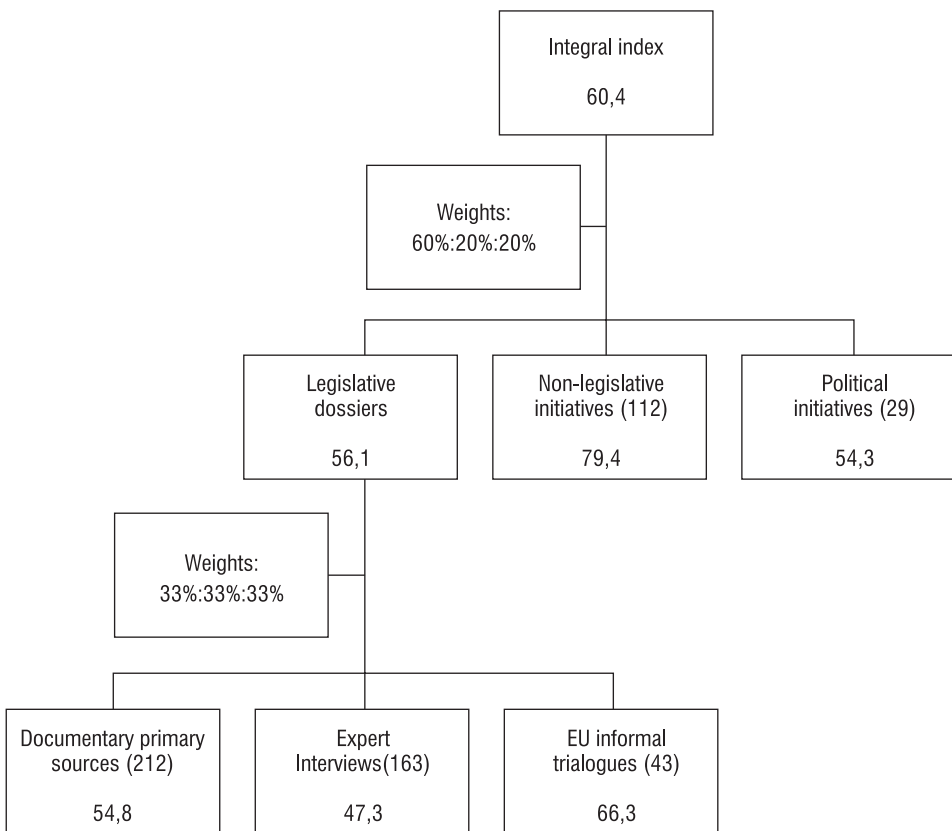 Integral index
60,4
Weights:
60%:20%:20%
Legislative
dossiers
56,1
Non-legislative
initiatives (112)
79,4
Political
initiatives (29)
54,3
Weights:
33%:33%:33%
Documentary primary
sources (212)
54,8
Expert
Interviews(163)
47,3
EU informal
trialogues (43)
66,3